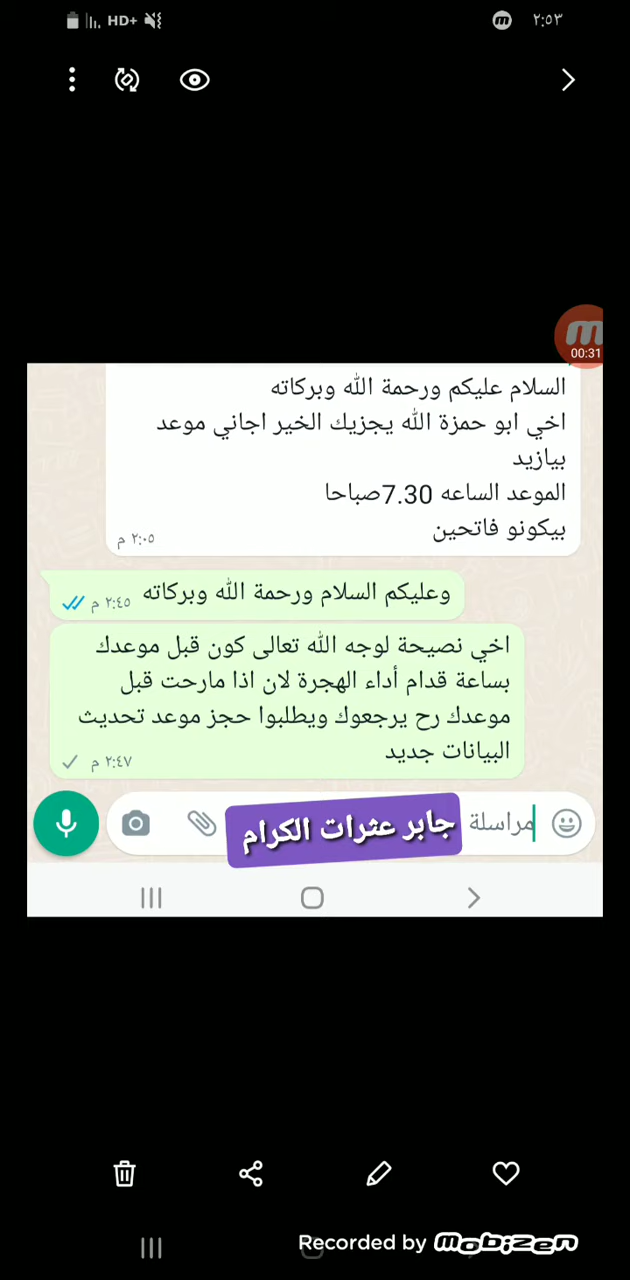 HD+
٢:٥٣
00:31
السلام عليكم ورحمة الله وبركاته
اخي ابو حمزة الله يجزيك الخير اجاني موعد
بيازيد
الموعد الساعه 7.30صباحا
بيكونو فاتحين
٢:٠٥ م
وعليكم السلام ورحمة الله وبركاته
٢:٤٥ م
اخي نصيحة لوجه الله تعالى كون قبل موعدك
بساعة قدام أداء الهجرة لان اذا مارحت قبل
موعدك رح يرجعوك ويطلبوا حجز موعد تحديث
البيانات جديد
٢:٤٧ م
مراسلة
جابر عثرات الكرام
Recorded by mobizen